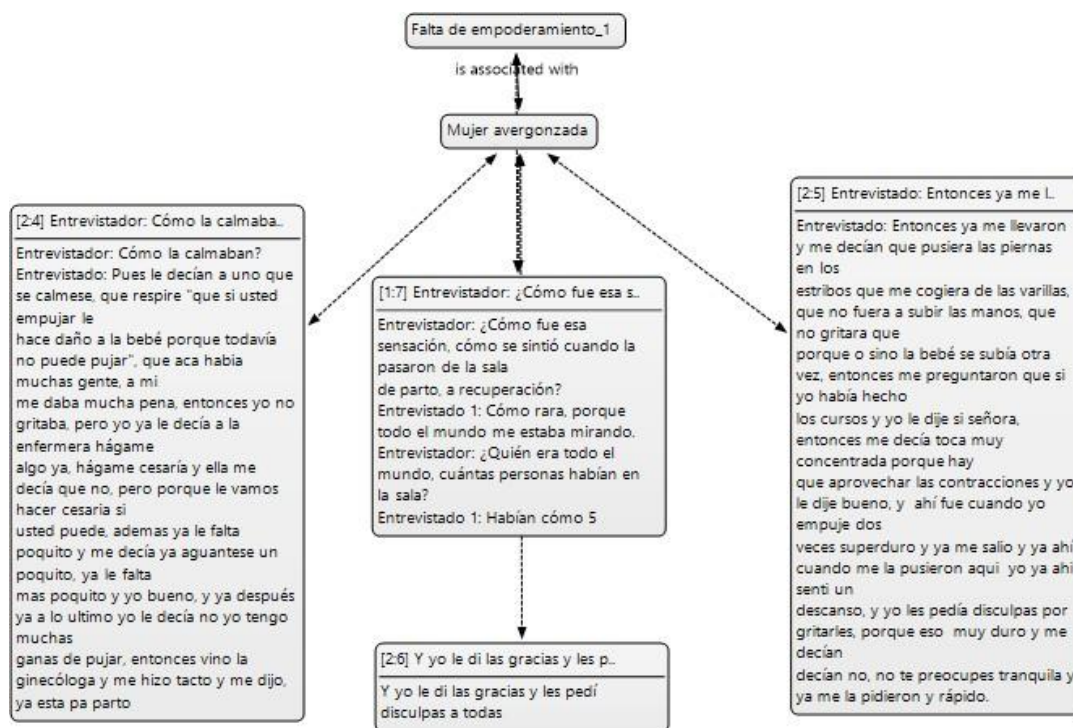 Falta de empoderamiento_1
is associated with
Mujer avergonzada
[2:4] Entrevistador: Cómo la calmaba..
Entrevistador: Cómo la calmaban?
Entrevistado: Pues le decían a uno que
se calmese, que respire "que si usted
empujar le
hace daño a la bebé porque todavía
no puede pujar", que aca habia
muchas gente, a mi
me daba mucha pena, entonces yo no
gritaba, pero yo ya le decía a la
enfermera hágame
algo ya, hágame cesaría y ella me
decía que no, pero porque le vamos
hacer cesaria si
usted puede, ademas ya le falta
poquito y me decía ya aguantese un
poquito, ya le falta
mas poquito y yo bueno, y ya después
ya a lo ultimo yo le decía no yo tengo
muchas
ganas de pujar, entonces vino la
ginecóloga y me hizo tacto y me dijo,
ya esta pa parto
[1:7] Entrevistador: ¿Cómo fue esa s..
Entrevistador: ¿Cómo fue esa
sensación, cómo se sintió cuando la
pasaron de la sala
de parto, a recuperación?
Entrevistado 1: Cómo rara, porque
todo el mundo me estaba mirando.
Entrevistador: ¿Quién era todo el
mundo, cuántas personas habían en
la sala?
Entrevistado 1: Habían cómo 5
[2:6] Y yo le di las gracias y les p..
Y yo le di las gracias y les pedí
disculpas a todas
[2:5] Entrevistado: Entonces ya me l..
Entrevistado: Entonces ya me llevaron
y me decían que pusiera las piernas
en los
estribos que me cogiera de las varillas,
que no fuera a subir las manos, que
no gritara que
porque o sino la bebé se subía otra
vez, entonces me preguntaron que si
yo había hecho
los cursos y yo le dije si señora,
entonces me decía toca muy
concentrada porque hay
que aprovechar las contracciones y yo
le dije bueno, y ahí fue cuando yo
empuje dos
veces superduro y ya me salio y ya ahí
cuando me la pusieron aqui yo ya ahi
senti un
descanso, y yo les pedía disculpas por
gritarles, porque eso muy duro y me
decían
decían no, no te preocupes tranquila y
ya me la pidieron y rápido.